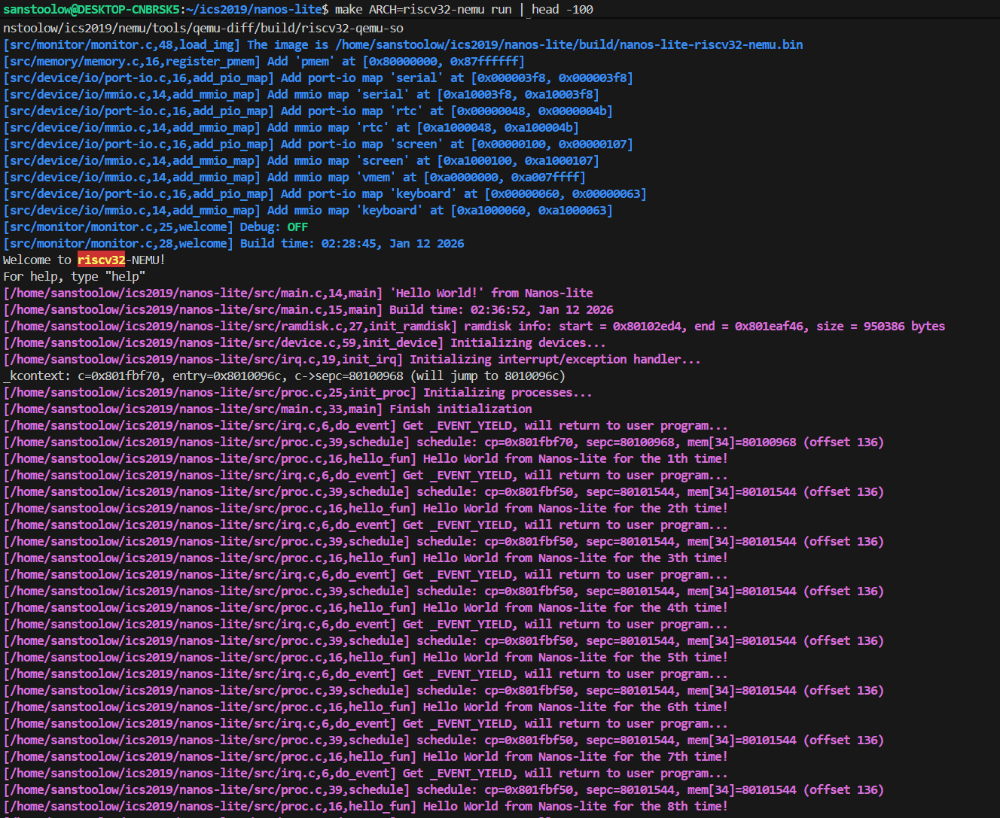 sanstoolow@DESKTOP-CNBRSK5:~/ics2019/nanos-lite$ make ARCH=riscv32-nemu run | head -100
nstoolow/ics2019/nemu/tools/qemu-diff/build/riscv32-qemu-so
[src/monitor/monitor.c,48,load_img] The image is /home/sanstoolow/ics2019/nanos-lite/build/nanos-lite-riscv32-nemu.bin
[src/memory/memory.c,16,register_pmem] Add 'pmem' at [0x80000000, 0x87ffffff]
[src/device/io/port-io.c,16,add_pio_map] Add port-io map 'serial' at [0x000003f8, 0x000003f8]
[src/device/io/mmio.c,14,add_mmio_map] Add mmio map 'serial' at [0xa10003f8, 0xa10003f8]
[src/device/io/port-io.c,16,add_pio_map] Add port-io map 'rtc' at [0x00000048, 0x0000004b]
[src/device/io/mmio.c,14,add_mmio_map] Add mmio map 'rtc' at [0xa1000048, 0xa100004b]
[src/device/io/port-io.c,16,add_pio_map] Add port-io map 'screen' at [0x00000100, 0x00000107]
[src/device/io/mmio.c,14,add_mmio_map] Add mmio map 'screen' at [0xa1000100, 0xa1000107]
[src/device/io/mmio.c,14,add_mmio_map] Add mmio map 'vmem' at [0xa0000000, 0xa007ffff]
[src/device/io/port-io.c,16,add_pio_map] Add port-io map 'keyboard' at [0x00000060, 0x00000063]
[src/device/io/mmio.c,14,add_mmio_map] Add mmio map 'keyboard' at [0xa1000060, 0xa1000063]
[src/monitor/monitor.c,25,welcome] Debug: OFF
[src/monitor/monitor.c,28,welcome] Build time: 02:28:45, Jan 12 2026
Welcome to riscv32-NEMU!
For help, type "help"
[/home/sanstoolow/ics2019/nanos-lite/src/main.c,14,main] 'Hello World!' from Nanos-lite
[/home/sanstoolow/ics2019/nanos-lite/src/main.c,15,main] Build time: 02:36:52, Jan 12 2026
[/home/sanstoolow/ics2019/nanos-lite/src/ramdisk.c,27,init_ramdisk] ramdisk info: start = 0x80102ed4, end = 0x801eaf46, size = 950386 bytes
[/home/sanstoolow/ics2019/nanos-lite/src/device.c,59,init_device] Initializing devices...
[/home/sanstoolow/ics2019/nanos-lite/src/irq.c,19,init_irq] Initializing interrupt/exception handler...
_kcontext: c=0x801fbf70, entry=0x8010096c, c->sepc=80100968 (will jump to 8010096c)
[/home/sanstoolow/ics2019/nanos-lite/src/proc.c,25,init_proc] Initializing processes...
[/home/sanstoolow/ics2019/nanos-lite/src/main.c,33,main] Finish initialization
[/home/sanstoolow/ics2019/nanos-lite/src/irq.c,6,do_event] Get _EVENT_YIELD, will return to user program...
[/home/sanstoolow/ics2019/nanos-lite/src/proc.c,39,schedule] schedule: cp=0x801fbf70, sepc=80100968, mem[34]=80100968 (offset 136)
[/home/sanstoolow/ics2019/nanos-lite/src/proc.c,16,hello_fun] Hello World from Nanos-lite for the 1th time!
[/home/sanstoolow/ics2019/nanos-lite/src/irq.c,6,do_event] Get _EVENT_YIELD, will return to user program...
[/home/sanstoolow/ics2019/nanos-lite/src/proc.c,39,schedule] schedule: cp=0x801fbf50, sepc=80101544, mem[34]=80101544 (offset 136)
[/home/sanstoolow/ics2019/nanos-lite/src/proc.c,16,hello_fun] Hello World from Nanos-lite for the 2th time!
[/home/sanstoolow/ics2019/nanos-lite/src/irq.c,6,do_event] Get _EVENT_YIELD, will return to user program...
[/home/sanstoolow/ics2019/nanos-lite/src/proc.c,39,schedule] schedule: cp=0x801fbf50, sepc=80101544, mem[34]=80101544 (offset 136)
[/home/sanstoolow/ics2019/nanos-lite/src/proc.c,16,hello_fun] Hello World from Nanos-lite for the 3th time!
[/home/sanstoolow/ics2019/nanos-lite/src/irq.c,6,do_event] Get _EVENT_YIELD, will return to user program...
[/home/sanstoolow/ics2019/nanos-lite/src/proc.c,39,schedule] schedule: cp=0x801fbf50, sepc=80101544, mem[34]=80101544 (offset 136)
[/home/sanstoolow/ics2019/nanos-lite/src/proc.c,16,hello_fun] Hello World from Nanos-lite for the 4th time!
[/home/sanstoolow/ics2019/nanos-lite/src/irq.c,6,do_event] Get _EVENT_YIELD, will return to user program...
[/home/sanstoolow/ics2019/nanos-lite/src/proc.c,39,schedule] schedule: cp=0x801fbf50, sepc=80101544, mem[34]=80101544 (offset 136)
[/home/sanstoolow/ics2019/nanos-lite/src/proc.c,16,hello_fun] Hello World from Nanos-lite for the 5th time!
[/home/sanstoolow/ics2019/nanos-lite/src/irq.c,6,do_event] Get _EVENT_YIELD, will return to user program...
[/home/sanstoolow/ics2019/nanos-lite/src/proc.c,39,schedule] schedule: cp=0x801fbf50, sepc=80101544, mem[34]=80101544 (offset 136)
[/home/sanstoolow/ics2019/nanos-lite/src/proc.c,16,hello_fun] Hello World from Nanos-lite for the 6th time!
[/home/sanstoolow/ics2019/nanos-lite/src/irq.c,6,do_event] Get _EVENT_YIELD, will return to user program...
[/home/sanstoolow/ics2019/nanos-lite/src/proc.c,39,schedule] schedule: cp=0x801fbf50, sepc=80101544, mem[34]=80101544 (offset 136)
[/home/sanstoolow/ics2019/nanos-lite/src/proc.c,16,hello_fun] Hello World from Nanos-lite for the 7th time!
[/home/sanstoolow/ics2019/nanos-lite/src/irq.c,6,do_event] Get _EVENT_YIELD, will return to user program...
[/home/sanstoolow/ics2019/nanos-lite/src/proc.c,39,schedule] schedule: cp=0x801fbf50, sepc=80101544, mem[34]=80101544 (offset 136)
[/home/sanstoolow/ics2019/nanos-lite/src/proc.c,16,hello_fun] Hello World from Nanos-lite for the 8th time!